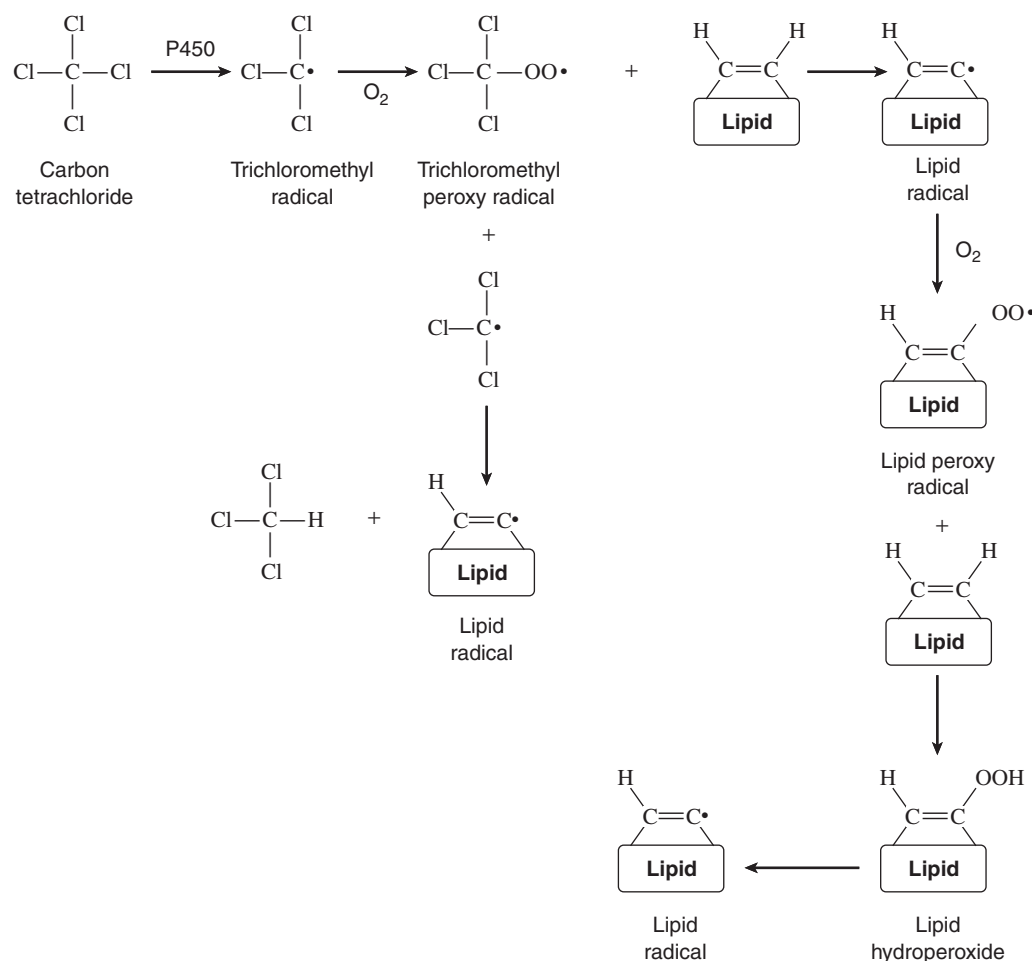 Cl
Cl—C—Cl
Cl
Carbon
tetrachloride
P450
Cl
Cl—C•
Cl
Trichloromethyl
radical
O2
Cl
Cl—C—OO•
Cl
Trichloromethyl
peroxy radical
+
H H
C=C
Lipid
H
C=C•
Lipid
Lipid
radical
+
Cl
Cl—C•
Cl
O2
H OO•
C=C
Lipid
Lipid peroxy
radical
Cl
Cl—C—H
Cl
+
H
C=C•
Lipid
Lipid
radical
+
H H
C=C
Lipid
H OOH
C=C
Lipid
Lipid
hydroperoxide
H
C=C•
Lipid
Lipid
radical